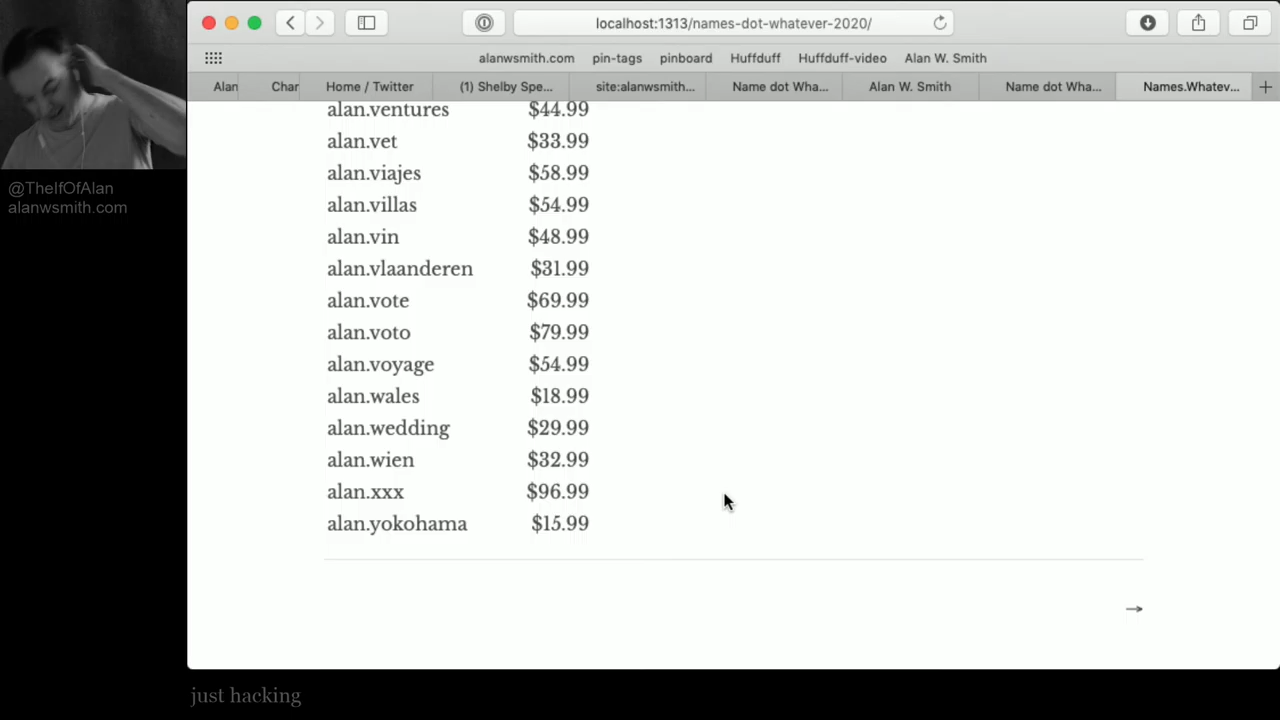 localhost:1313/names-dot-whatever-2020/
alanwsmith.com pin-tags pinboard Huffduff Huffduff-video Alan W. Smith
Alan Char Home / Twitter (1) Shelby Spe... site:alanwsmith... Name dot Wha... Alan W. Smith Name dot Wha... Names.Whatev...
alan.ventures $44.99
alan.vet $33.99
alan.viajes $58.99
alan.villas $54.99
alan.vin $48.99
alan.vlaanderen $31.99
alan.vote $69.99
alan.voto $79.99
alan.voyage $54.99
alan.wales $18.99
alan.wedding $29.99
alan.wien $32.99
alan.xxx $96.99
alan.yokohama $15.99
@TheIfOfAlan
alanwsmith.com
just hacking